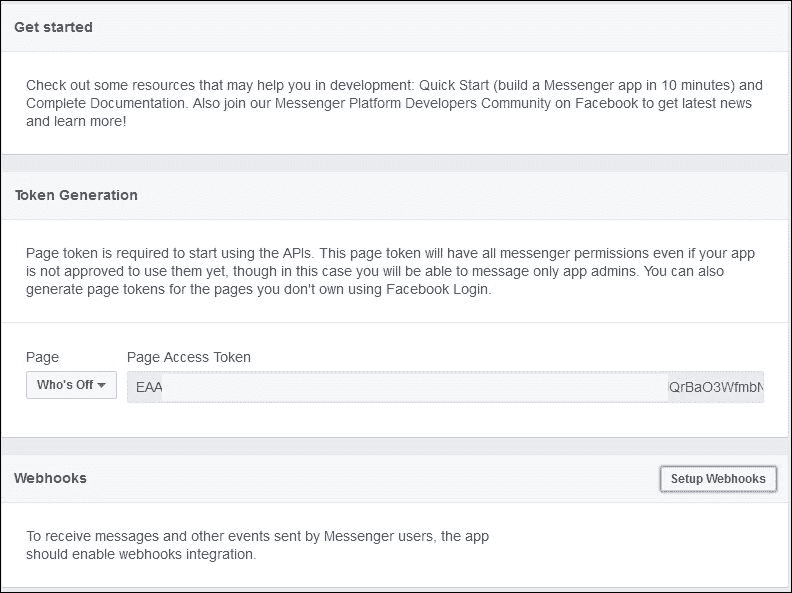 Get started
Check out some resources that may help you in development: Quick Start (build a Messenger app in 10 minutes) and
Complete Documentation. Also join our Messenger Platform Developers Community on Facebook to get latest news
and learn more!
Token Generation
Page token is required to start using the APIs. This page token will have all messenger permissions even if your app
is not approved to use them yet, though in this case you will be able to message only app admins. You can also
generate page tokens for the pages you don't own using Facebook Login.
Page Page Access Token
Who's Off EAA QrBaO3Wfmb
Webhooks Setup Webhooks
To receive messages and other events sent by Messenger users, the app
should enable webhooks integration.